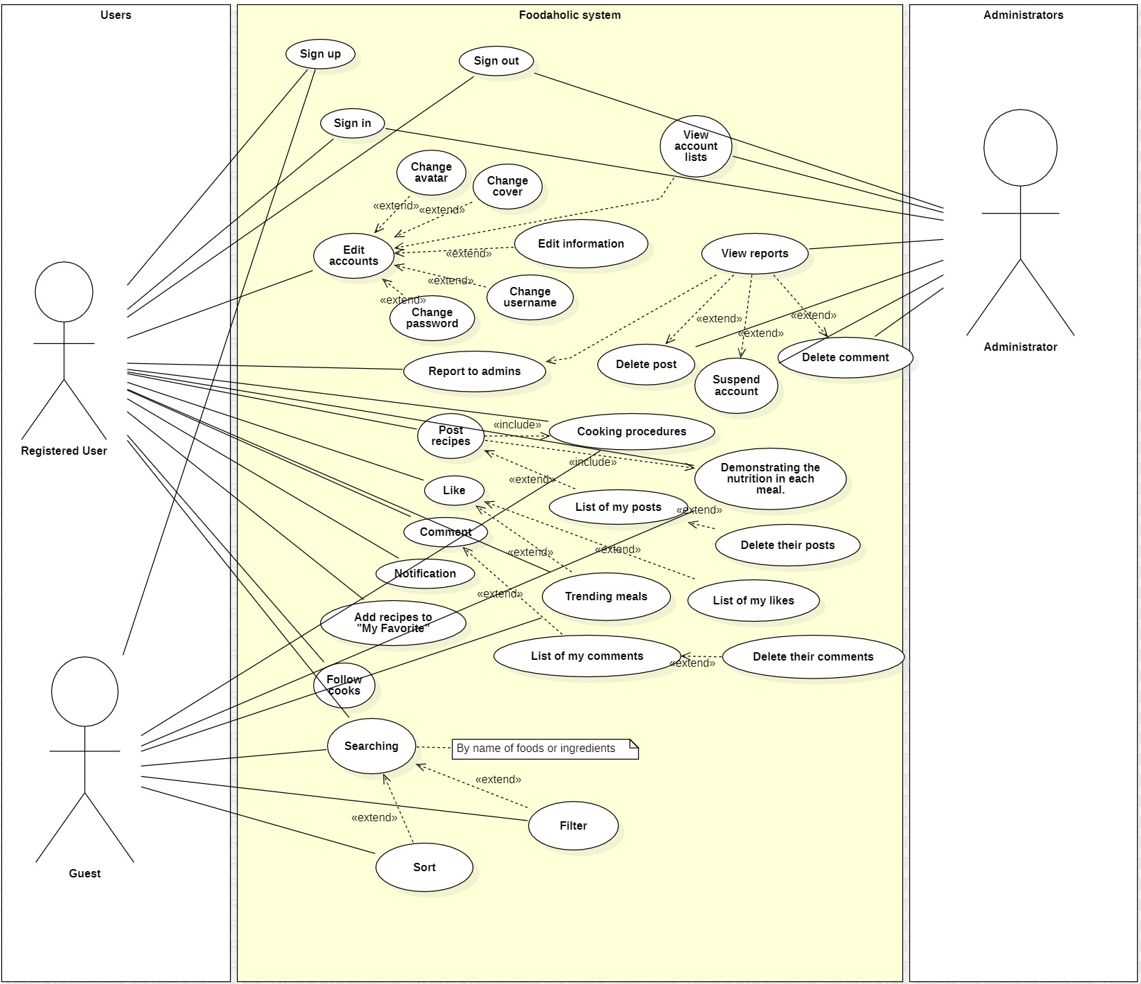 Users
Foodaholic system
Administrators
Sign up
Sign out
Sign in
View
account
lists
Change
avatar
Change
cover
«extend»
«extend»
Edit
accounts
Edit information
«extend»
View reports
«extend»
Change
username
«extend»
Change
password
«extend»
«extend»
«extend»
Administrator
Report to admins
Delete post
Delete comment
Suspend
account
Registered User
Post
recipes
«include»
Cooking procedures
«include»
Demonstrating the
nutrition in each
meal.
«extend»
Like
List of my posts
«extend»
Comment
Delete their posts
«extend»
«extend»
Notification
«extend»
Trending meals
List of my likes
Add recipes to
"My Favorite"
List of my comments
«extend»
Delete their comments
Follow
cooks
Searching
By name of foods or ingredients
«extend»
«extend»
Filter
Sort
Guest